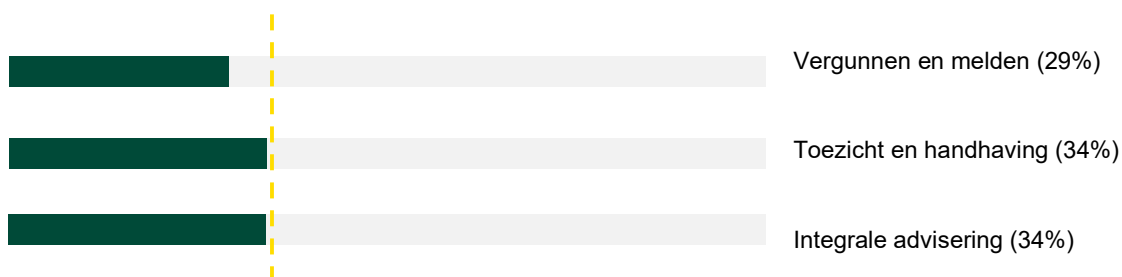 Vergunnen en melden (29%)
Toezicht en handhaving (34%)
Integrale advisering (34%)